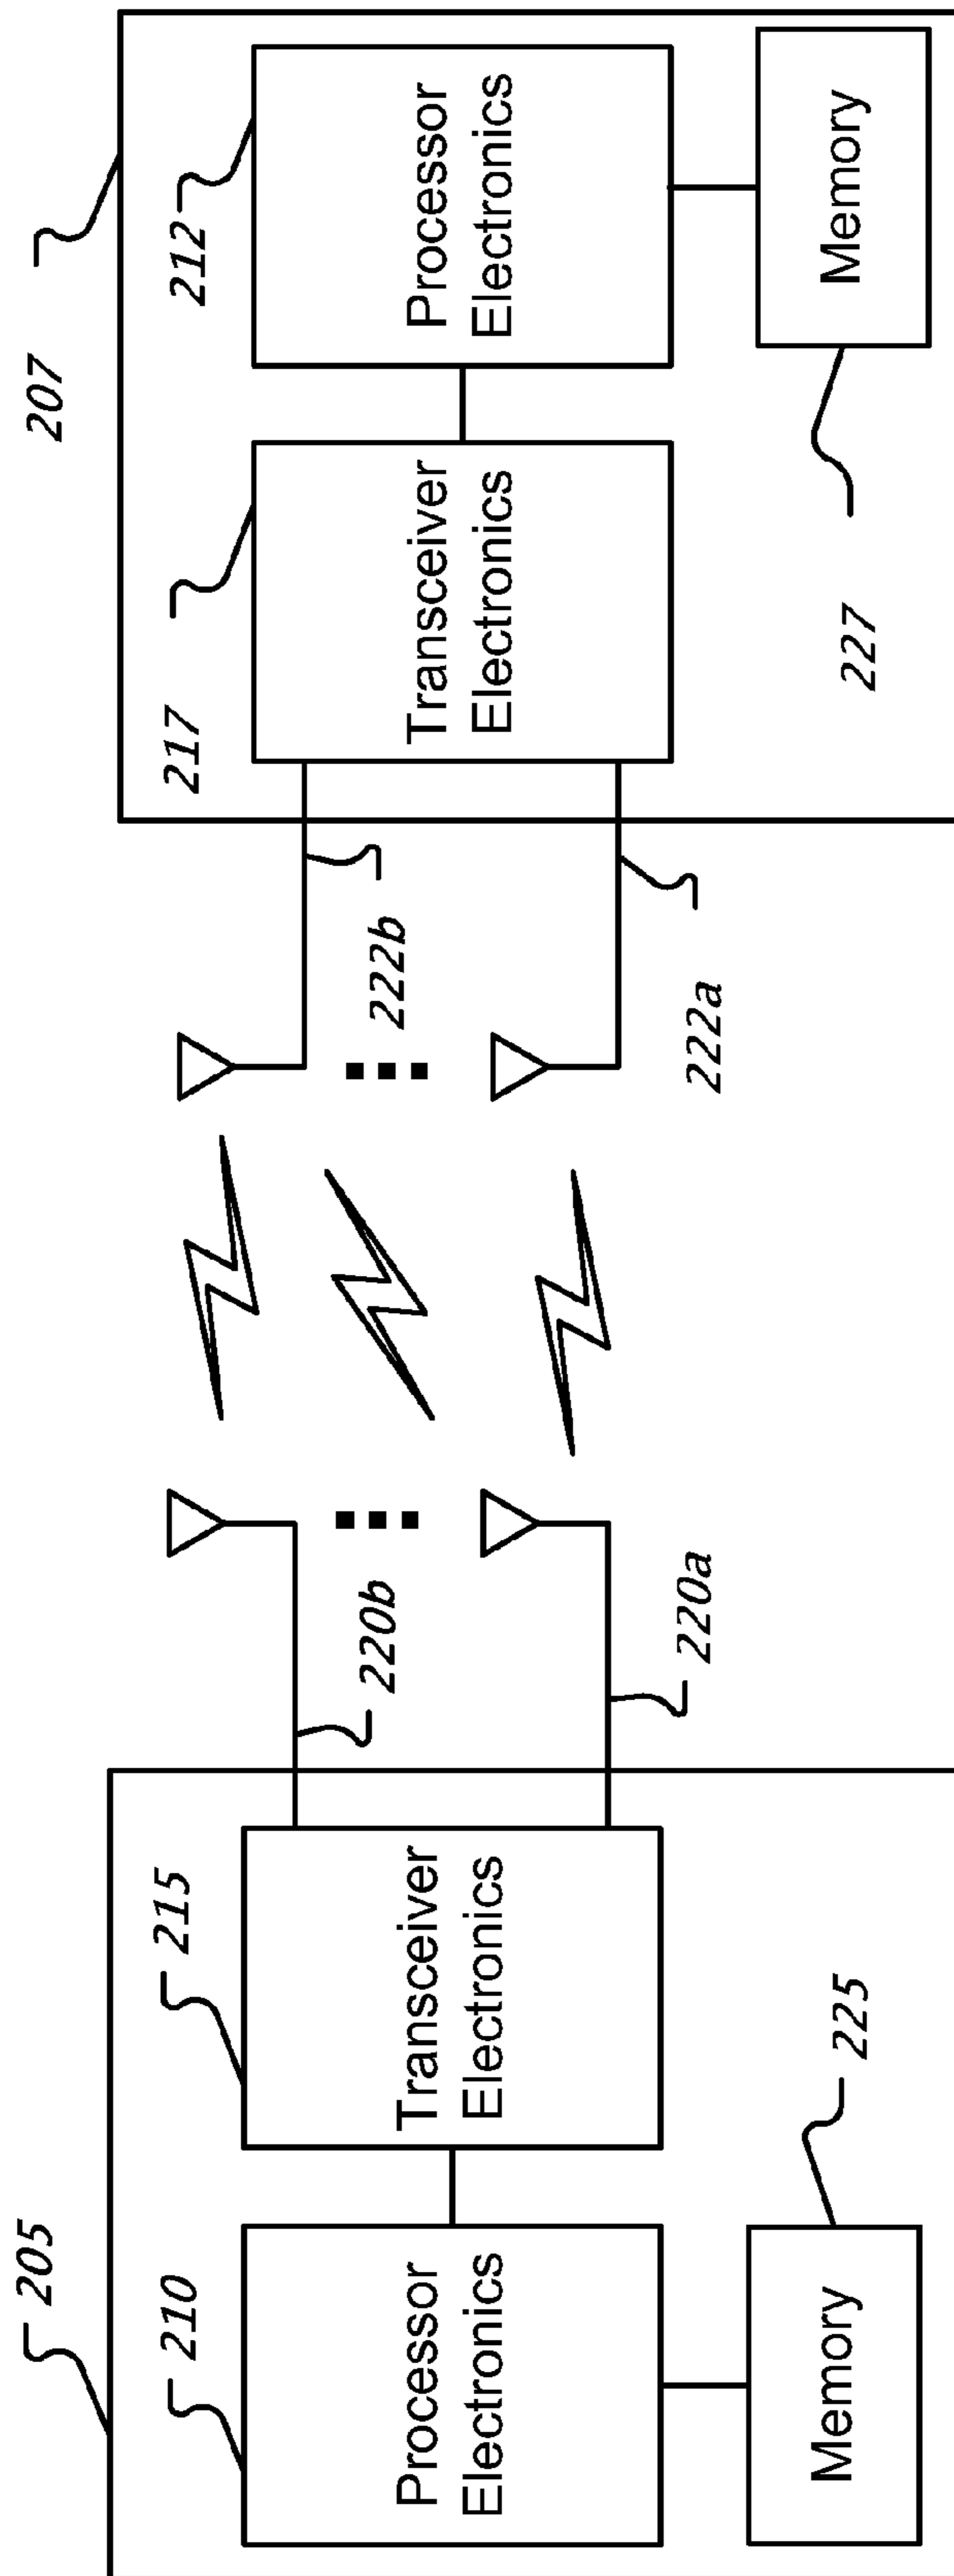 205
210
Processor
Electronics
215
Transceiver
Electronics
Memory
225
220b
220a
222b
222a
207
217
Transceiver
Electronics
212
Processor
Electronics
227
Memory